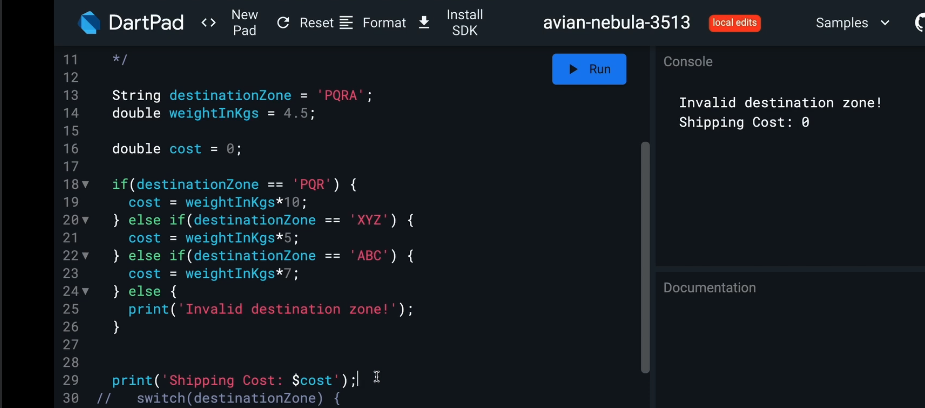 DartPad <> New Pad Reset Format Install SDK avian-nebula-3513 local edits Samples
11 */
12
13 String destinationZone = 'PQRA';
14 double weightInKgs = 4.5;
15
16 double cost = 0;
17
18 if(destinationZone == 'PQR') {
19 cost = weightInKgs*10;
20 } else if(destinationZone == 'XYZ') {
21 cost = weightInKgs*5;
22 } else if(destinationZone == 'ABC') {
23 cost = weightInKgs*7;
24 } else {
25 print('Invalid destination zone!');
26 }
27
28
29 print('Shipping Cost: $cost');
30 // switch(destinationZone) {
Run
Console
Invalid destination zone!
Shipping Cost: 0
Documentation